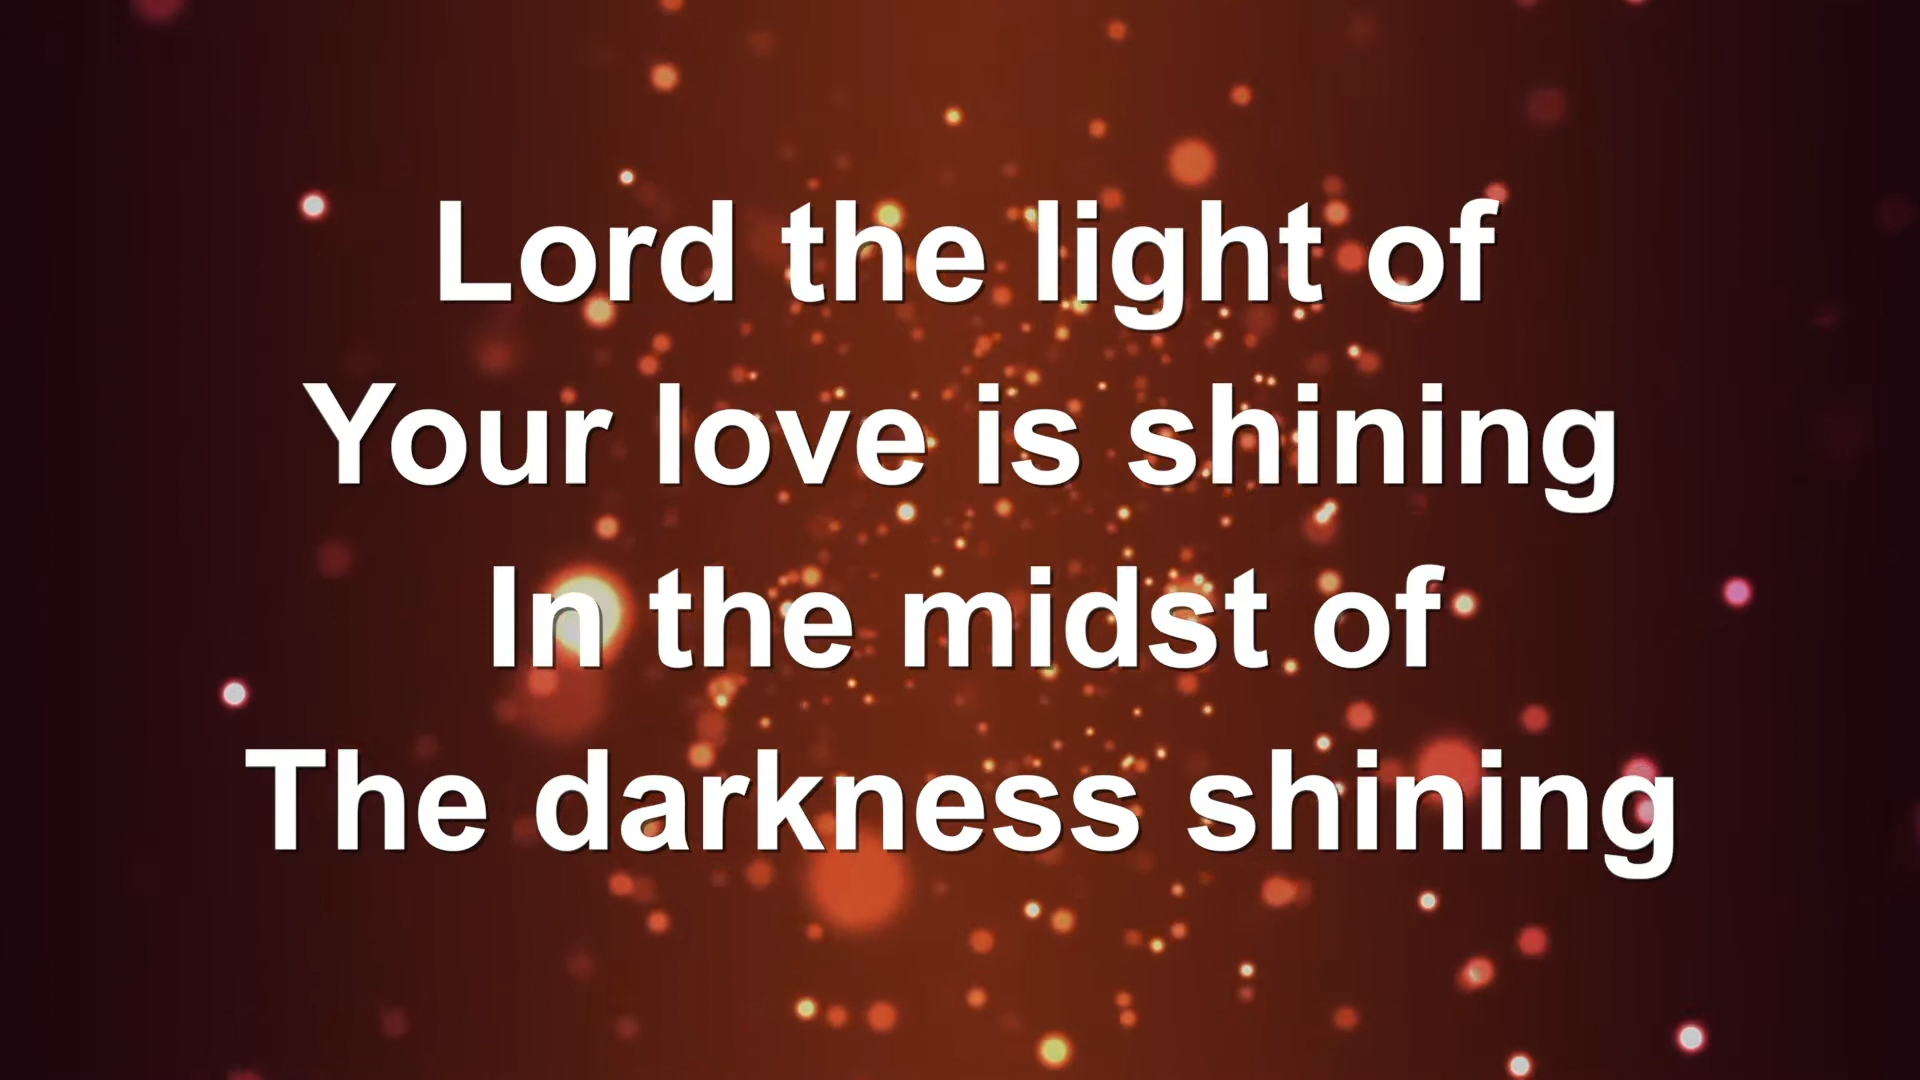 Lord the light of
Your love is shining
In the midst of
The darkness shining